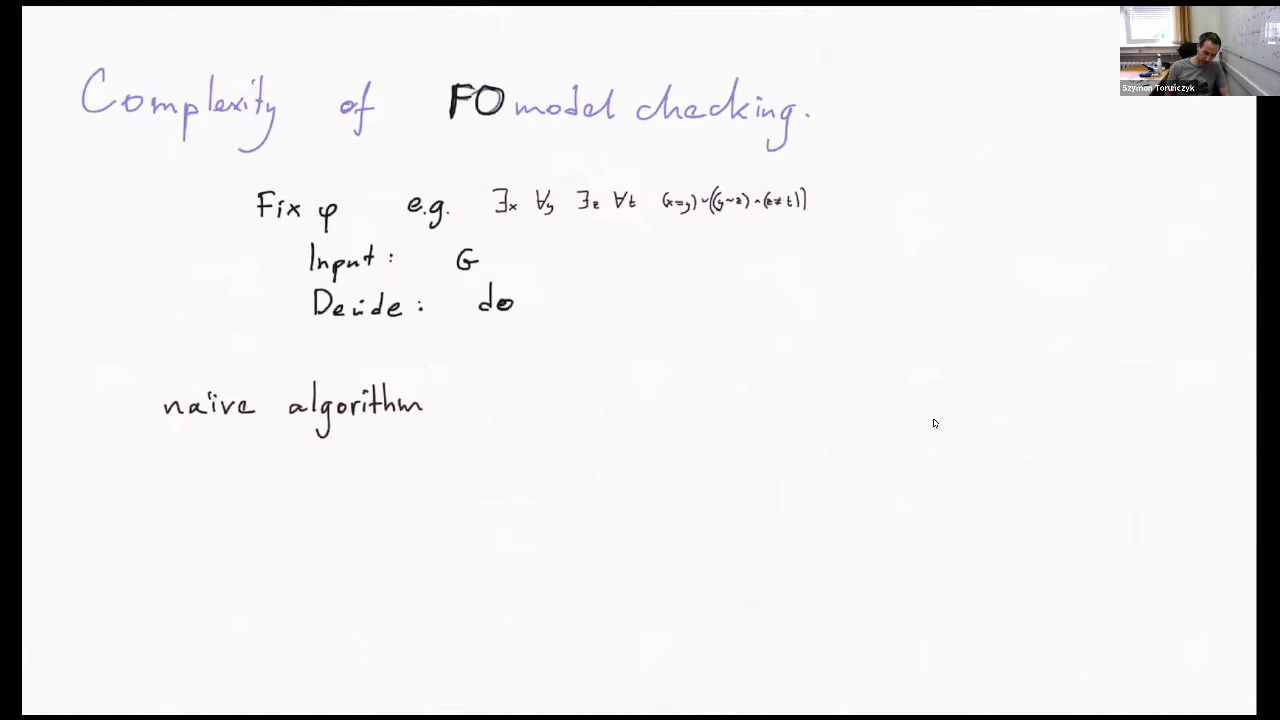 Complexity of FO model checking.
Szymon Toruńczyk
Fix φ e.g. ∃x ∀y ∃z ∀t (x=y) ∨ ((y~z) ∧ (z≠t))
Input: G
Decide: do
naïve algorithm